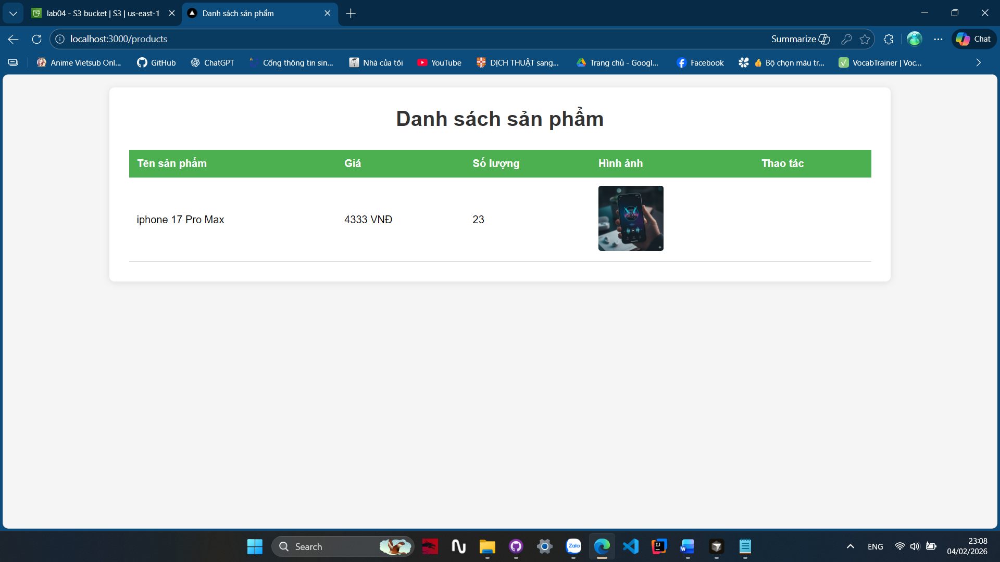 lab04 - S3 bucket | S3 | us-east-1
Danh sách sản phẩm
localhost:3000/products
Summarize
Chat
Anime Vietsub Onl...
GitHub
ChatGPT
Cổng thông tin sin...
Nhà của tôi
YouTube
DỊCH THUẬT sang...
Trang chủ - Googl...
Facebook
👍 Bộ chọn màu tr...
VocabTrainer | Voc...
Danh sách sản phẩm
Tên sản phẩm Giá Số lượng Hình ảnh Thao tác
iphone 17 Pro Max 4333 VNĐ 23
Search
Zalo
ENG
23:08
04/02/2026